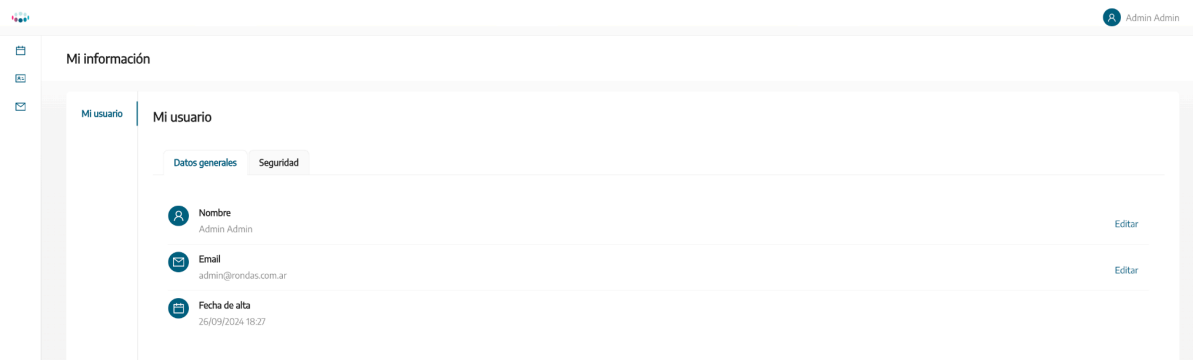 Admin Admin
Mi información
Mi usuario
Mi usuario
Datos generales
Seguridad
Nombre
Admin Admin
Editar
Email
admin@rondas.com.ar
Editar
Fecha de alta
26/09/2024 18:27